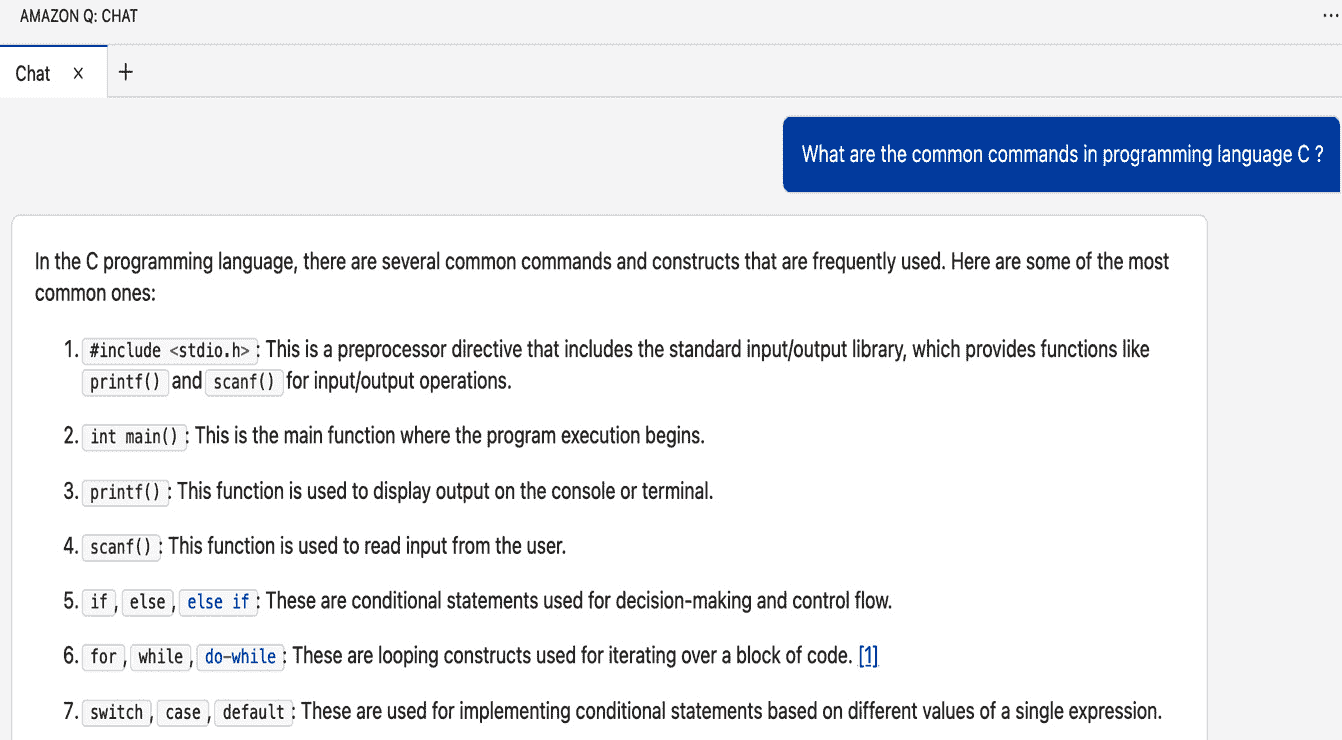 AMAZON Q: CHAT
...
Chat x +
What are the common commands in programming language C ?
In the C programming language, there are several common commands and constructs that are frequently used. Here are some of the most
common ones:
1. #include <stdio.h> : This is a preprocessor directive that includes the standard input/output library, which provides functions like
printf() and scanf() for input/output operations.
2. int main() : This is the main function where the program execution begins.
3. printf() : This function is used to display output on the console or terminal.
4. scanf() : This function is used to read input from the user.
5. if , else , else if : These are conditional statements used for decision-making and control flow.
6. for , while , do-while : These are looping constructs used for iterating over a block of code. [1]
7. switch , case , default : These are used for implementing conditional statements based on different values of a single expression.